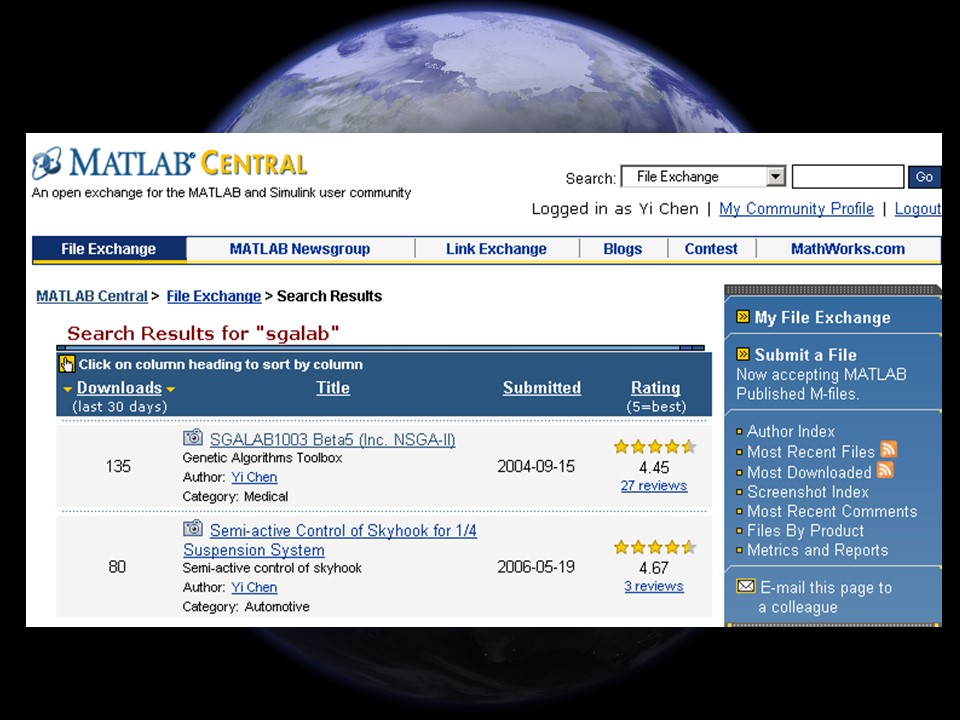 MATLAB® CENTRAL
An open exchange for the MATLAB and Simulink user community
Search: File Exchange Go
Logged in as Yi Chen | My Community Profile | Logout
File Exchange MATLAB Newsgroup Link Exchange Blogs Contest MathWorks.com
MATLAB Central > File Exchange > Search Results
Search Results for "sgalab"
Click on column heading to sort by column
Downloads Title Submitted Rating
(last 30 days) (5=best)
SGALAB1003 Beta5 (Inc. NSGA-II)
Genetic Algorithms Toolbox
135 2004-09-15 4.45
Author: Yi Chen
27 reviews
Category: Medical
Semi-active Control of Skyhook for 1/4
Suspension System
80 2006-05-19 4.67
Semi-active control of skyhook
Author: Yi Chen
3 reviews
Category: Automotive
My File Exchange
Submit a File
Now accepting MATLAB
Published M-files.
Author Index
Most Recent Files
Most Downloaded
Screenshot Index
Most Recent Comments
Files By Product
Metrics and Reports
E-mail this page to
a colleague